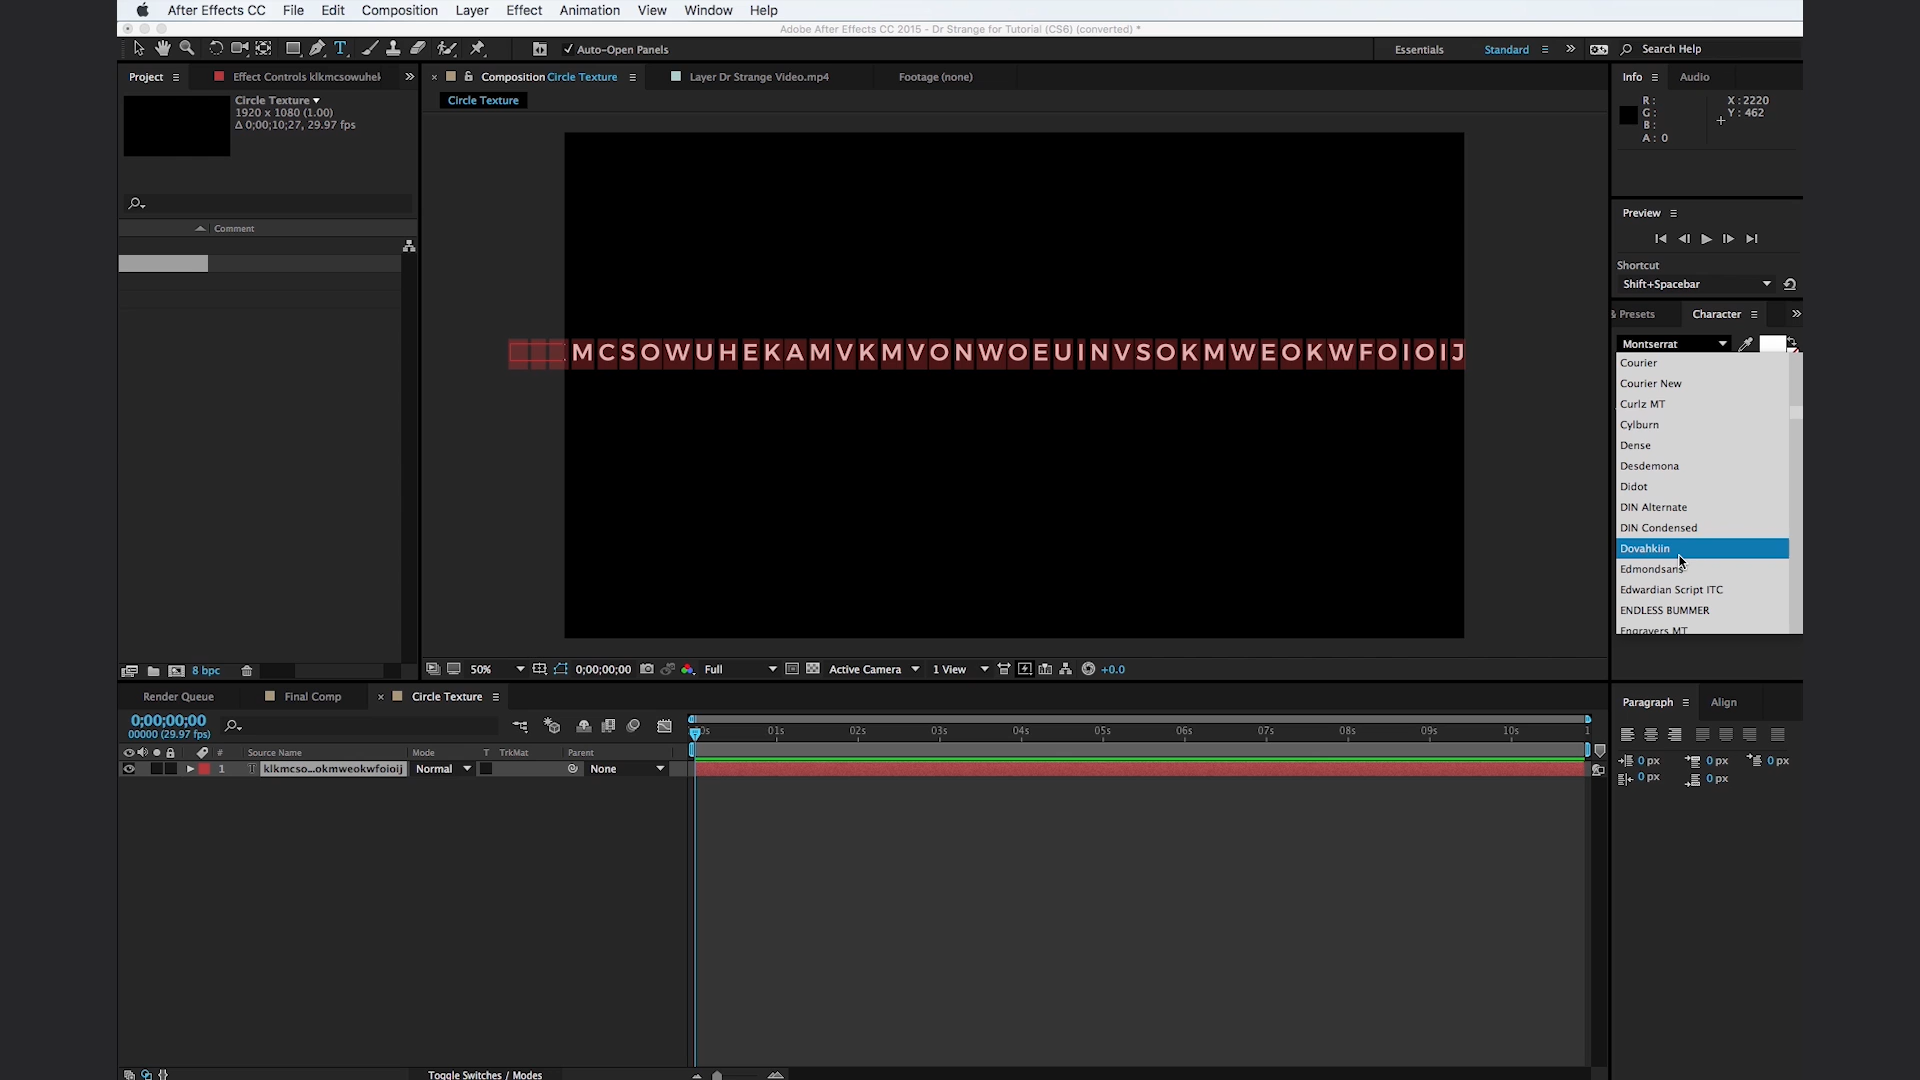 After Effects CC File Edit Composition Layer Effect Animation View Window Help
Adobe After Effects CC 2015 - Dr Strange for Tutorial (CS6) (converted) *
Auto-Open Panels Essentials Standard Search Help
Project Effect Controls klkmcsowuhel
Composition Circle Texture Layer Dr Strange Video.mp4 Footage (none)
Circle Texture
1920 x 1080 (1.00)
Δ 0;00;10;27, 29.97 fps
Comment
8 bpc
Circle Texture
MCSOWUHEKAMVKMVONWOEUINVSOKMWEOKWFOIOIJ
50% 0;00;00;00 Full Active Camera 1 View +0.0
Info Audio
R: X: 2220
G: Y: 462
B:
A: 0
Preview
Shortcut
Shift+Spacebar
& Presets Character
Montserrat
Courier
Courier New
Curlz MT
Cylburn
Dense
Desdemona
Didot
DIN Alternate
DIN Condensed
Dovahkiin
Edmondsans
Edwardian Script ITC
ENDLESS BUMMER
Engravers MT
Render Queue Final Comp Circle Texture
0;00;00;00
00000 (29.97 fps)
01s 02s 03s 04s 05s 06s 07s 08s 09s 10s
# Source Name Mode T TrkMat Parent
1 T klkmcso...okmweokwfoioij Normal None
Toggle Switches / Modes
Paragraph Align
0 px 0 px 0 px
0 px 0 px